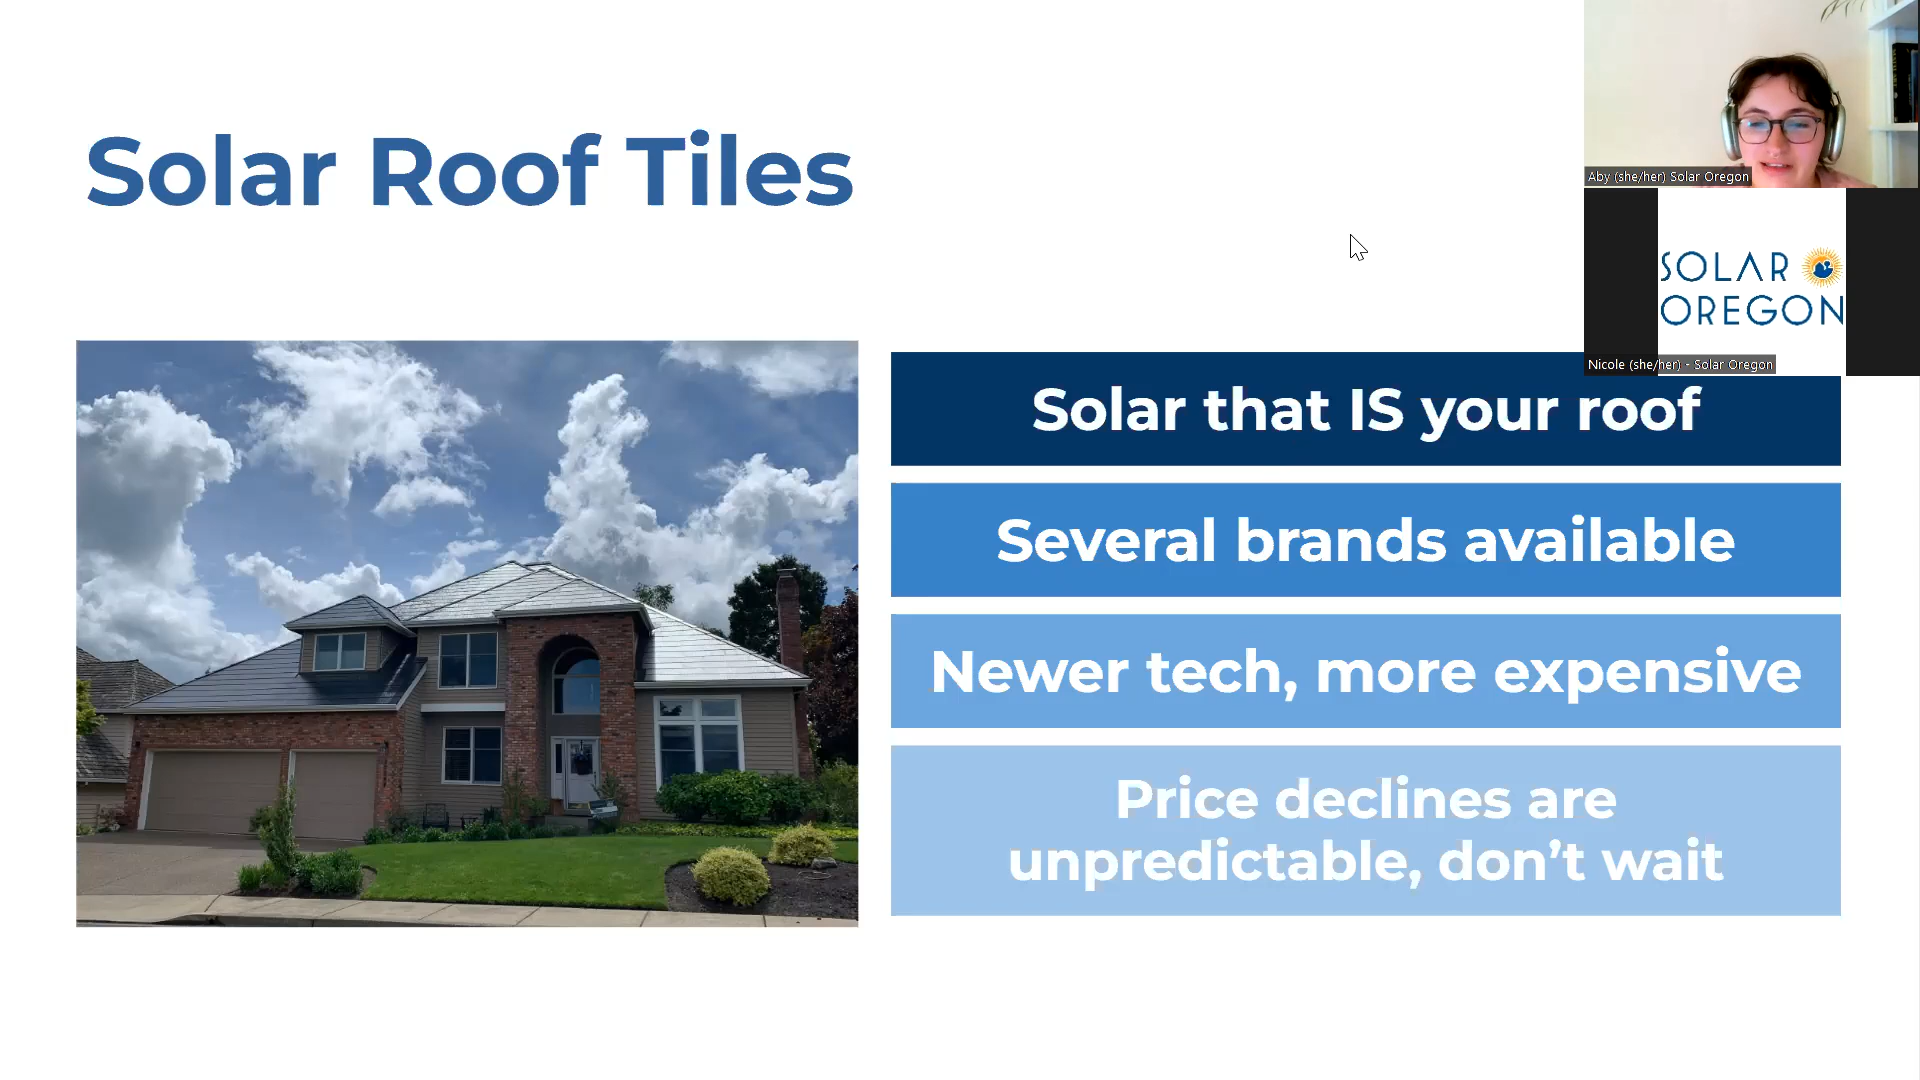 Solar Roof Tiles
Aby (she/her) Solar Oregon
SOLAR
OREGON
Nicole (she/her) - Solar Oregon
Solar that IS your roof
Several brands available
Newer tech, more expensive
Price declines are
unpredictable, don’t wait